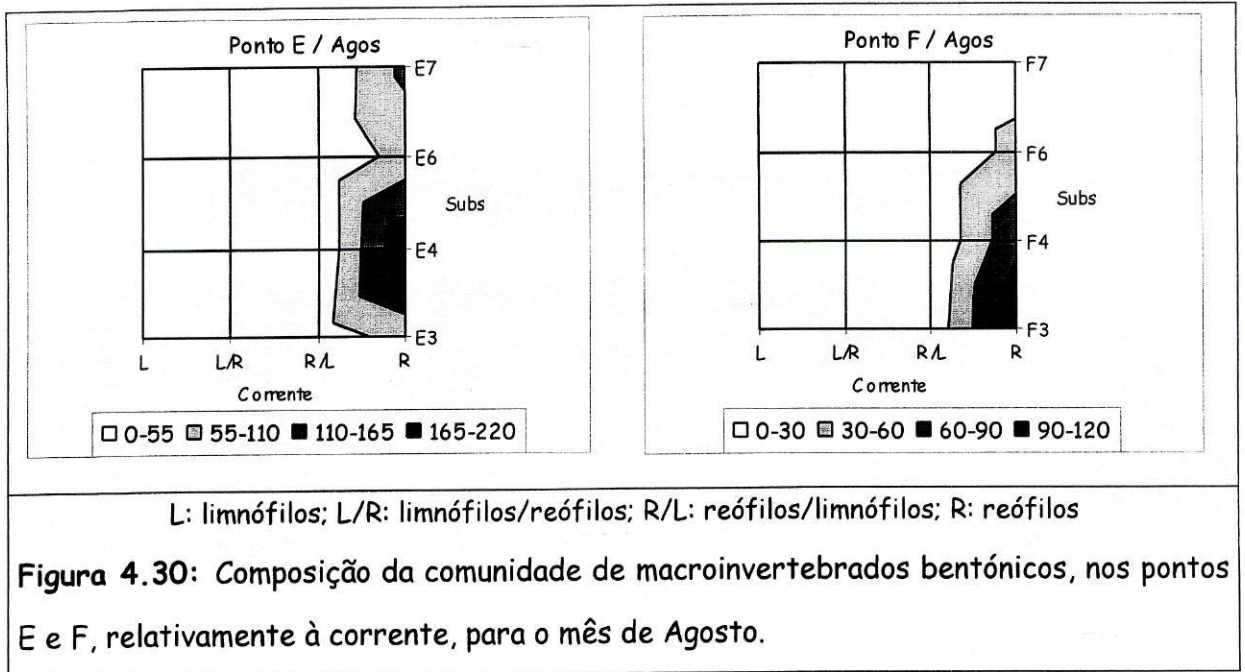 Ponto E / Agos
E7
E6
Subs
E4
E3
L L/R R/L R
Corrente
0-55 55-110 110-165 165-220
Ponto F / Agos
F7
F6
Subs
F4
F3
L L/R R/L R
Corrente
0-30 30-60 60-90 90-120
L: limnófilos; L/R: limnófilos/reófilos; R/L: reófilos/limnófilos; R: reófilos
Figura 4.30: Composição da comunidade de macroinvertebrados bentónicos, nos pontos
E e F, relativamente à corrente, para o mês de Agosto.